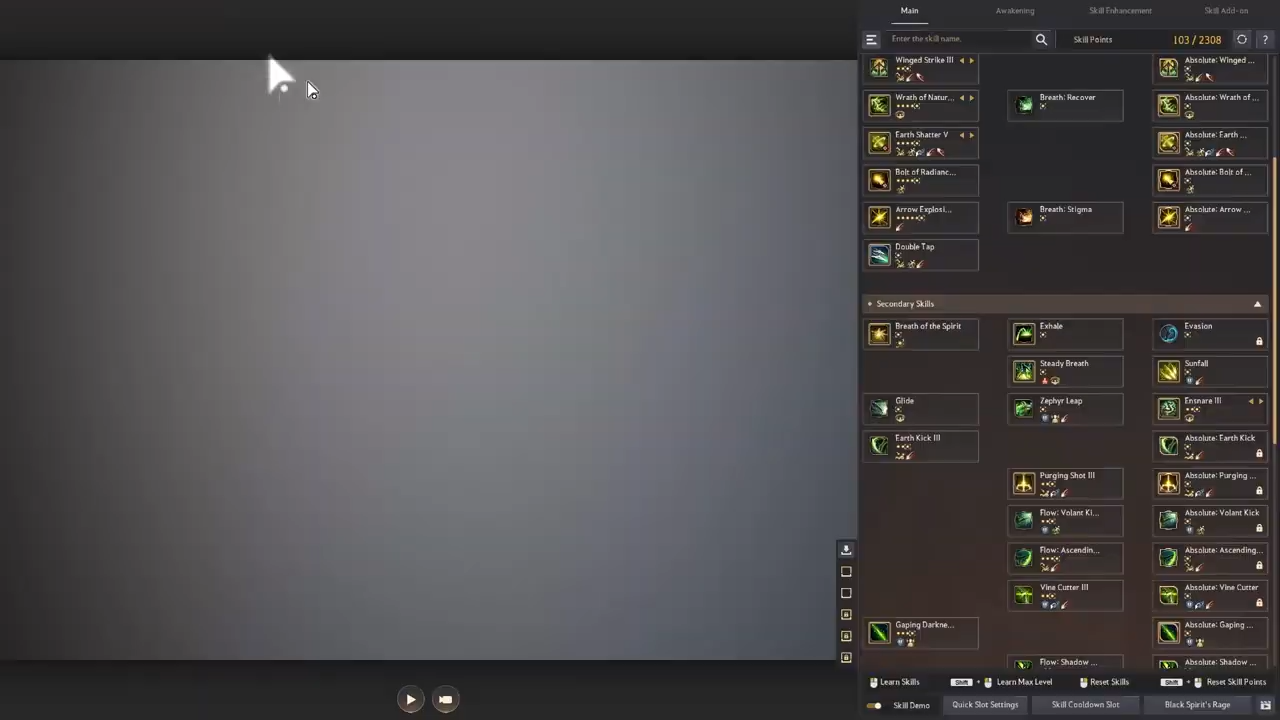 Main Awakening Skill Enhancement Skill Add-on
Enter the skill name. Skill Points 103 / 2308 ?
Winged Strike III Absolute: Winged ...
Wrath of Natur... Breath: Recover Absolute: Wrath of ...
Earth Shatter V Absolute: Earth ...
Bolt of Radianc... Absolute: Bolt of ...
Arrow Explosi... Breath: Stigma Absolute: Arrow ...
Double Tap
Secondary Skills
Breath of the Spirit Exhale Evasion
Steady Breath Sunfall
Glide Zephyr Leap Ensnare III
Earth Kick III Absolute: Earth Kick
Purging Shot III Absolute: Purging ...
Flow: Volant Ki... Absolute: Volant Kick
Flow: Ascendin... Absolute: Ascending...
Vine Cutter III Absolute: Vine Cutter
Gaping Darkne... Absolute: Gaping ...
Flow: Shadow ... Absolute: Shadow ...
Learn Skills Shift + Learn Max Level Reset Skills Shift + Reset Skill Points
Skill Demo Quick Slot Settings Skill Cooldown Slot Black Spirit's Rage